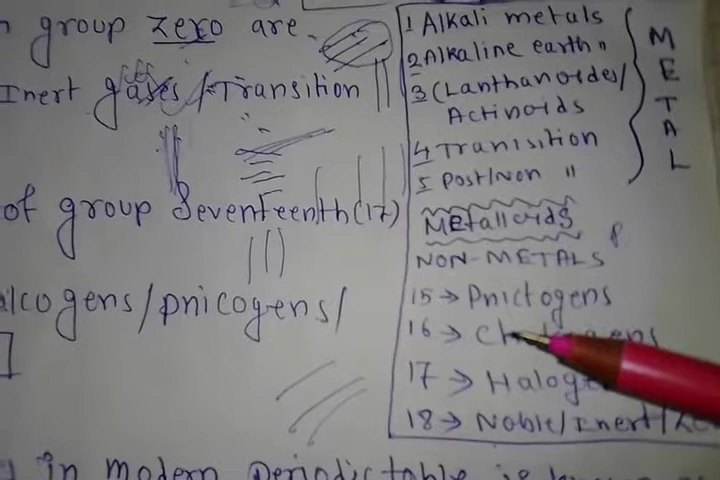 group zero are
Inert gases / Transition
of group Seventeenth (17)
alcogens/pnicogens/
]
in modern Periodic table is
1 Alkali metals
2 Alkaline earth "
3 (Lanthanoides/
Actinoids
4 Tranisition
5 Post/Non "
METAL
Metalloids
NON-METALS
15 → Pnictogens
16 →
17 →
18 → Noble/Inert/